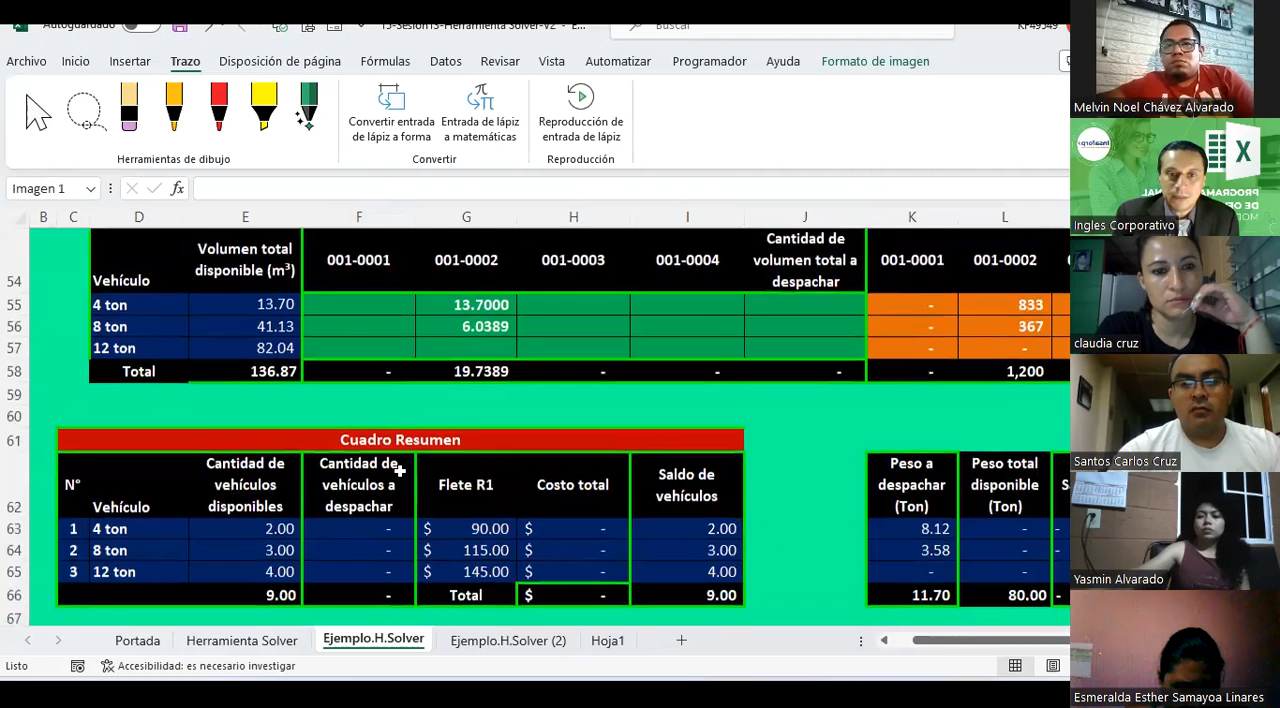 Autoguardado
15-Sesión15-Herramienta Solver-V2 - E...
Buscar
KF49549
Archivo Inicio Insertar Trazo Disposición de página Fórmulas Datos Revisar Vista Automatizar Programador Ayuda Formato de imagen
Convertir entrada de lápiz a forma
Entrada de lápiz a matemáticas
Reproducción de entrada de lápiz
Herramientas de dibujo Convertir Reproducción
Imagen 1 fx
B C D E F G H I J K L
54 Vehículo Volumen total disponible (m³) 001-0001 001-0002 001-0003 001-0004 Cantidad de volumen total a despachar 001-0001 001-0002
55 4 ton 13.70 13.7000 - 833
56 8 ton 41.13 6.0389 - 367
57 12 ton 82.04 - -
58 Total 136.87 - 19.7389 - - - - 1,200
59
60
61 Cuadro Resumen
62 N° Vehículo Cantidad de vehículos disponibles Cantidad de vehículos a despachar Flete R1 Costo total Saldo de vehículos Peso a despachar (Ton) Peso total disponible (Ton)
63 1 4 ton 2.00 - $ 90.00 $ - 2.00 8.12 - -
64 2 8 ton 3.00 - $ 115.00 $ - 3.00 3.58 - -
65 3 12 ton 4.00 - $ 145.00 $ - 4.00 - -
66 9.00 - Total $ - 9.00 11.70 80.00 -
67
Portada Herramienta Solver Ejemplo.H.Solver Ejemplo.H.Solver (2) Hoja1
Listo Accesibilidad: es necesario investigar
Melvin Noel Chávez Alvarado
Ingles Corporativo
claudia cruz
Santos Carlos Cruz
Yasmin Alvarado
Esmeralda Esther Samayoa Linares